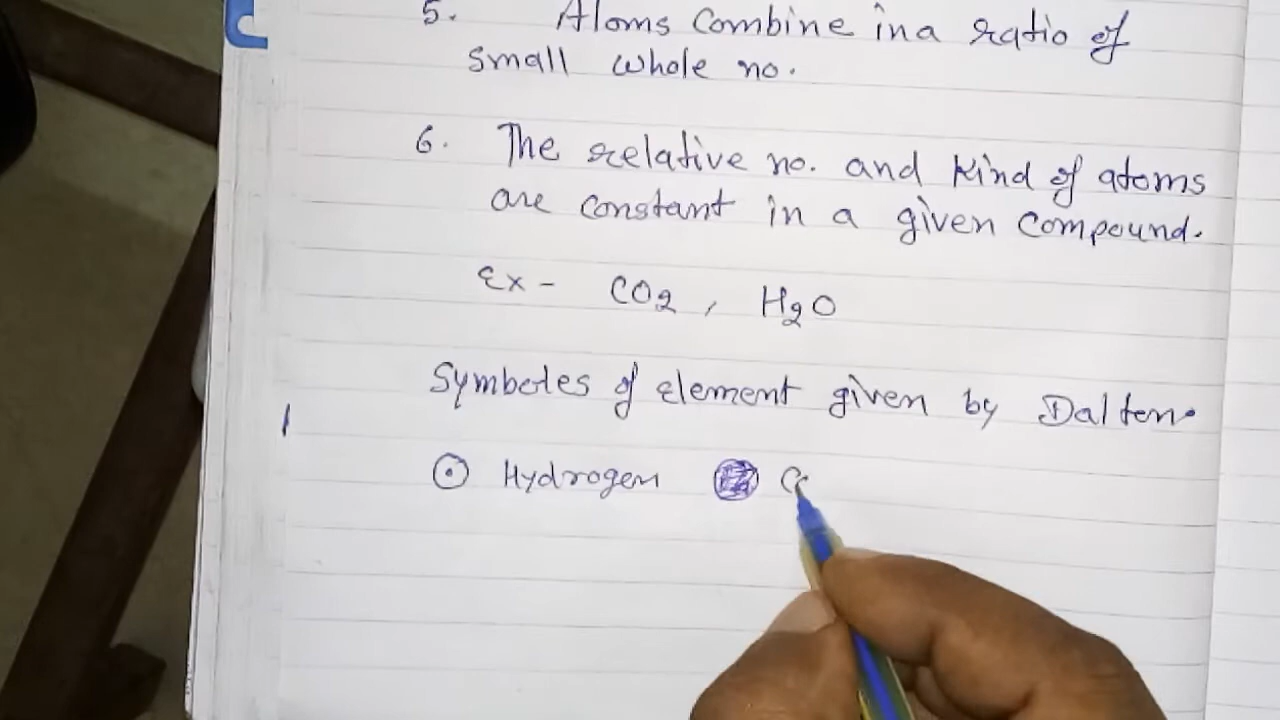 5. Atoms Combine in a ratio of
small whole no.
6. The relative no. and kind of atoms
are constant in a given compound.
Ex - CO2 , H2O
Symboles of element given by Dalton.
⊙ Hydrogen